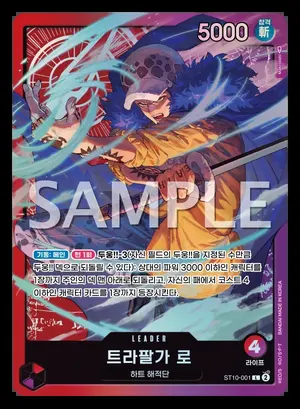 5000
참격
斬
SAMPLE
기동: 메인 턴 1회 두웅!!-3(자신 필드의 두웅!!을 지정된 수만큼
두웅!! 덱으로 되돌릴 수 있다): 상대의 파워 3000 이하인 캐릭터를
1장까지 주인의 덱 맨 아래로 되돌리고, 자신의 패에서 코스트 4
이하인 캐릭터 카드를 1장까지 등장시킨다.
LEADER
트라팔가 로
하트 해적단
4
라이프
ST10-001 L 2